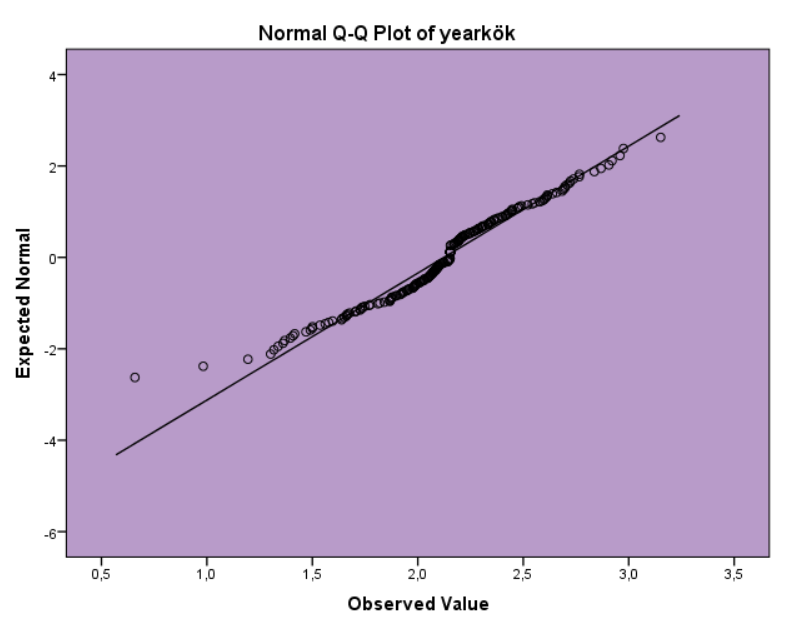 Normal Q-Q Plot of yearkök
4
2
0
-2
-4
-6
Expected Normal
0,5 1,0 1,5 2,0 2,5 3,0 3,5
Observed Value